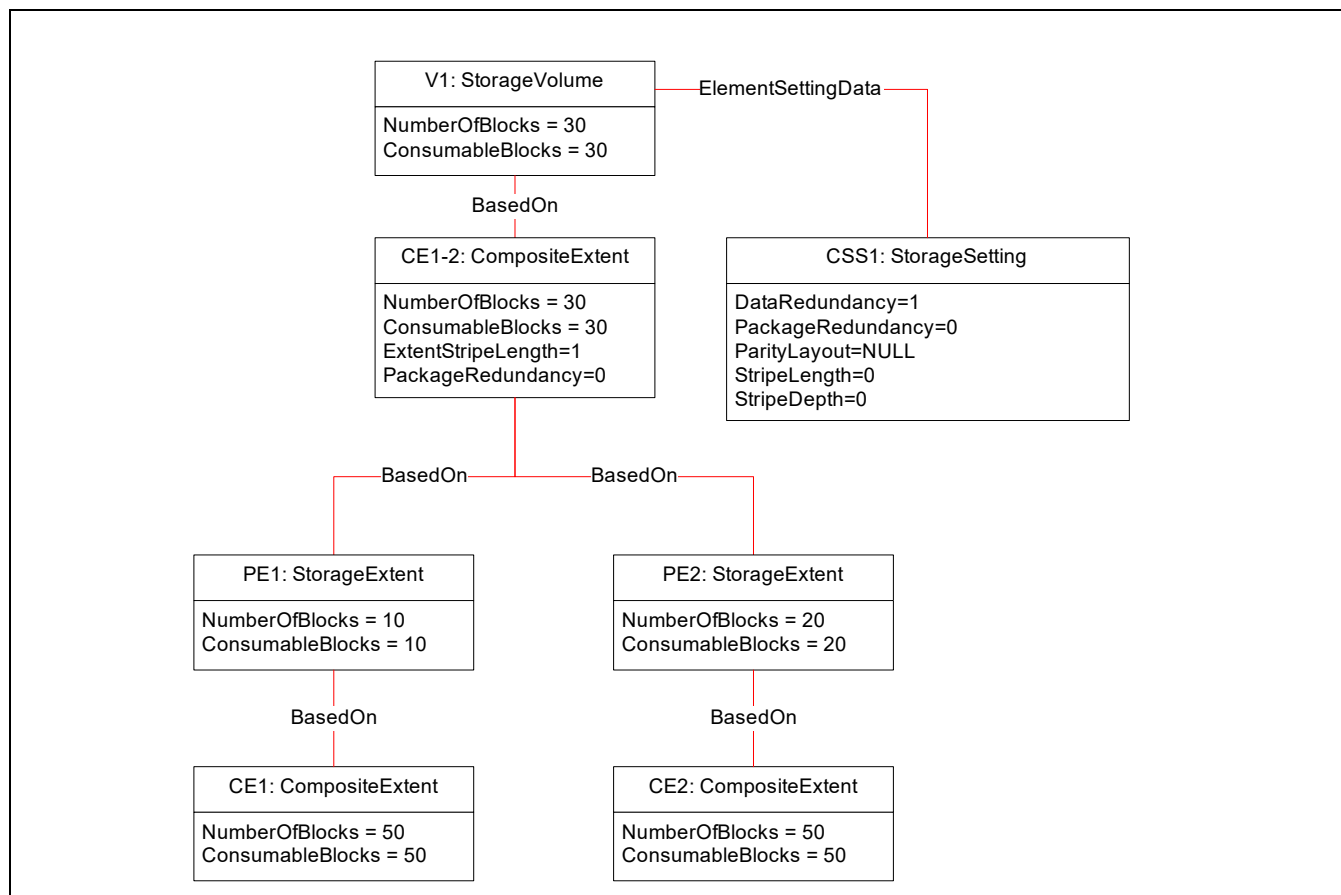 V1: StorageVolume
ElementSettingData
NumberOfBlocks = 30
ConsumableBlocks = 30
BasedOn
CE1-2: CompositeExtent
NumberOfBlocks = 30
ConsumableBlocks = 30
ExtentStripeLength=1
PackageRedundancy=0
CSS1: StorageSetting
DataRedundancy=1
PackageRedundancy=0
ParityLayout=NULL
StripeLength=0
StripeDepth=0
BasedOn
BasedOn
PE1: StorageExtent
NumberOfBlocks = 10
ConsumableBlocks = 10
PE2: StorageExtent
NumberOfBlocks = 20
ConsumableBlocks = 20
BasedOn
BasedOn
CE1: CompositeExtent
NumberOfBlocks = 50
ConsumableBlocks = 50
CE2: CompositeExtent
NumberOfBlocks = 50
ConsumableBlocks = 50